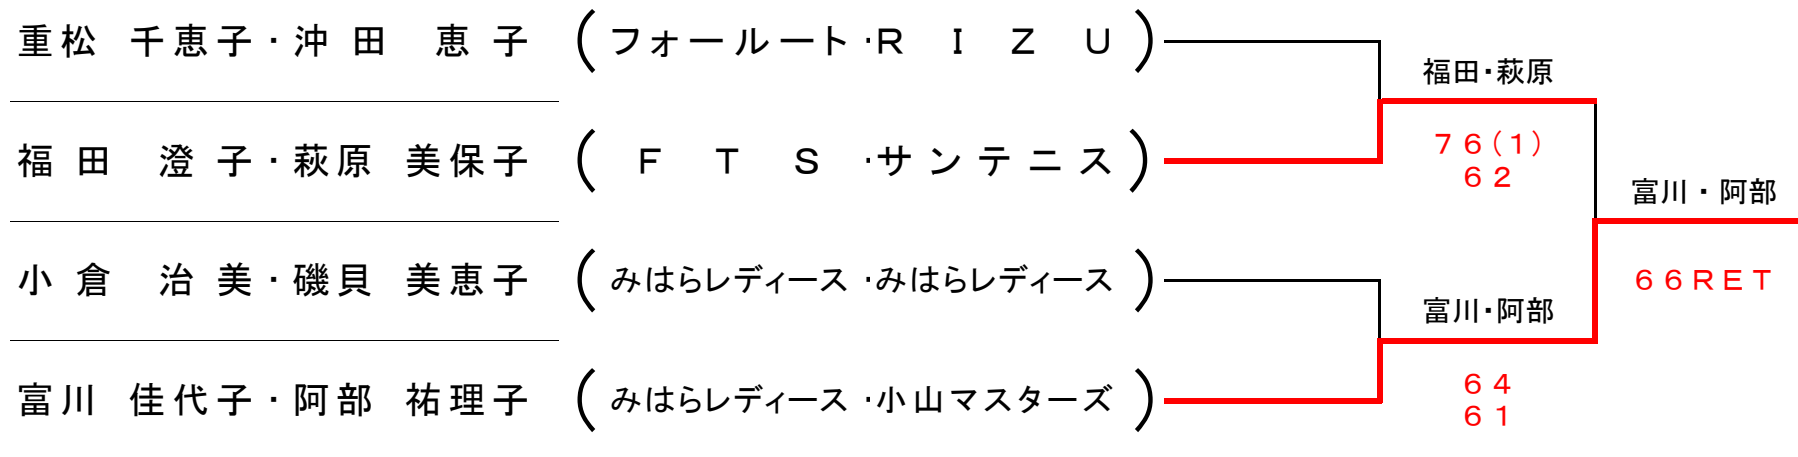 重松 千恵子・沖田 恵子 (フォールート・ＲＩＺＵ)
福田・萩原
福田 澄子・萩原 美保子 (ＦＴＳ・サンテニス)
７６(１)
６２
富川・阿部
小倉 治美・磯貝 美恵子 (みはらレディース・みはらレディース)
６６ＲＥＴ
富川・阿部
富川 佳代子・阿部 祐理子 (みはらレディース・小山マスターズ)
６４
６１